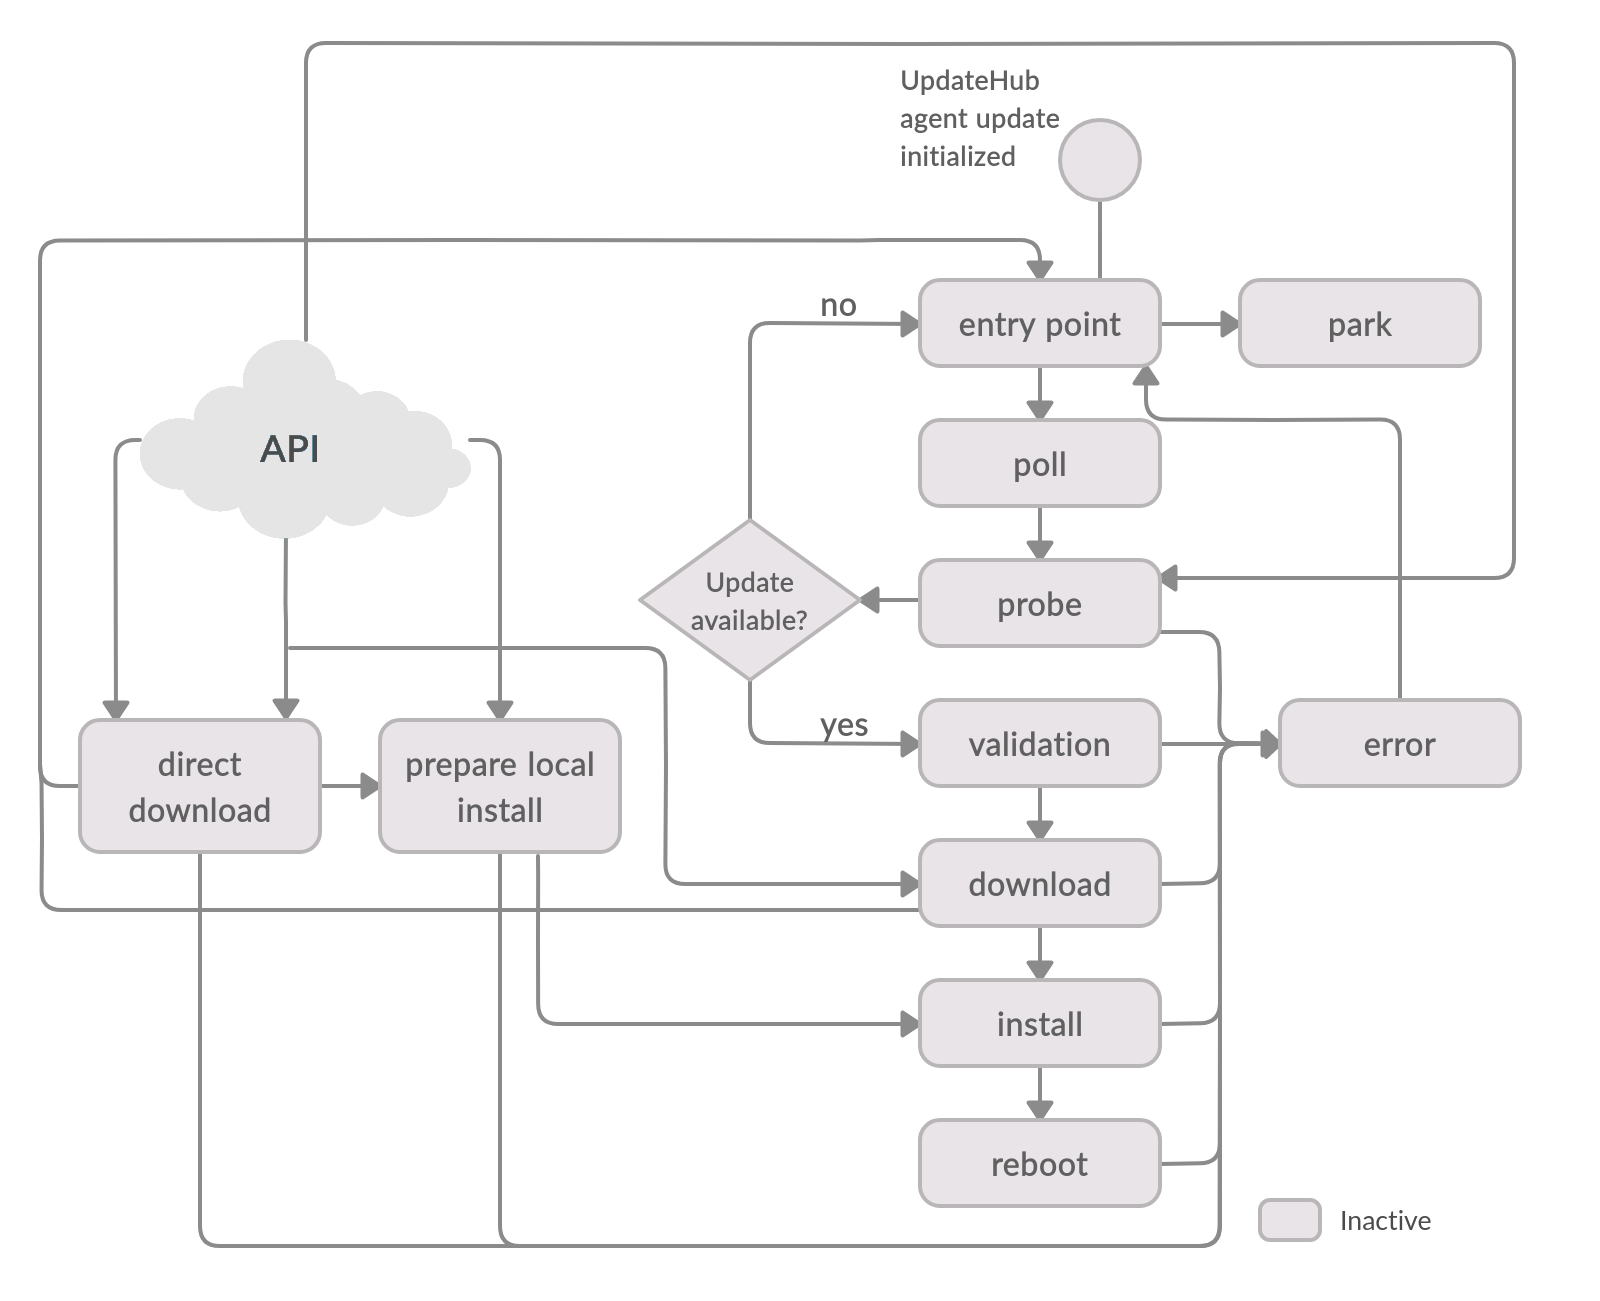 UpdateHub
agent update
initialized
no
entry point
park
API
poll
Update
available?
probe
yes
validation
error
direct
download
prepare local
install
download
install
reboot
Inactive